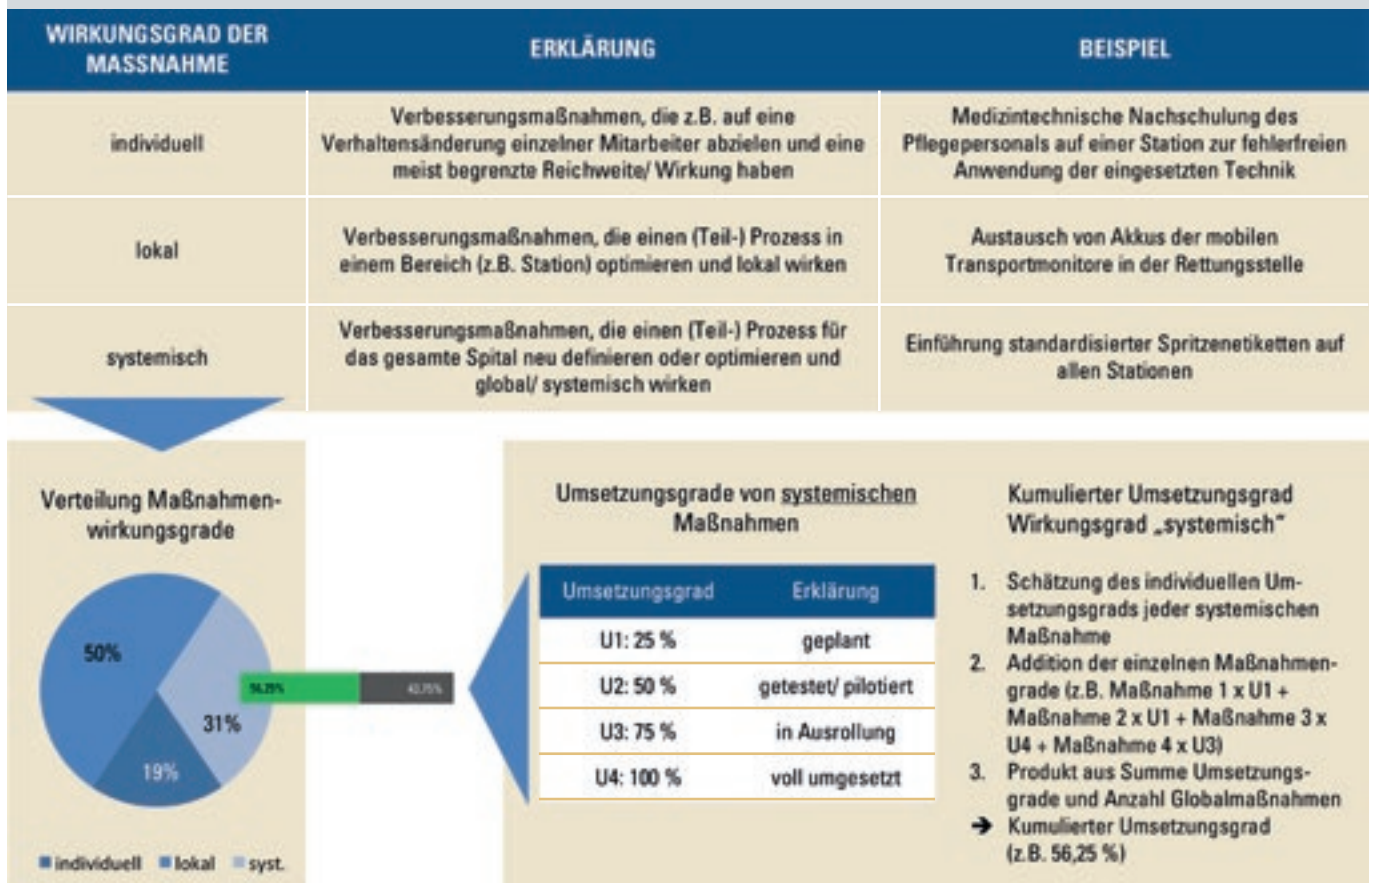 WIRKUNGSGRAD DER
MASSNAHME
ERKLÄRUNG
BEISPIEL
individuell
Verbesserungsmaßnahmen, die z.B. auf eine
Verhaltensänderung einzelner Mitarbeiter abzielen und eine
meist begrenzte Reichweite/ Wirkung haben
Medizintechnische Nachschulung des
Pflegepersonals auf einer Station zur fehlerfreien
Anwendung der eingesetzten Technik
lokal
Verbesserungsmaßnahmen, die einen (Teil-) Prozess in
einem Bereich (z.B. Station) optimieren und lokal wirken
Austausch von Akkus der mobilen
Transportmonitore in der Rettungsstelle
systemisch
Verbesserungsmaßnahmen, die einen (Teil-) Prozess für
das gesamte Spital neu definieren oder optimieren und
global/ systemisch wirken
Einführung standardisierter Spritzenetiketten auf
allen Stationen
Verteilung Maßnahmen-
wirkungsgrade
50%
31%
19%
56,25%
43,75%
individuell lokal syst.
Umsetzungsgrade von systemischen
Maßnahmen
Umsetzungsgrad Erklärung
U1: 25 % geplant
U2: 50 % getestet/ pilotiert
U3: 75 % in Ausrollung
U4: 100 % voll umgesetzt
Kumulierter Umsetzungsgrad
Wirkungsgrad „systemisch“
1. Schätzung des individuellen Um-
setzungsgrads jeder systemischen
Maßnahme
2. Addition der einzelnen Maßnahmen-
grade (z.B. Maßnahme 1 x U1 +
Maßnahme 2 x U1 + Maßnahme 3 x
U4 + Maßnahme 4 x U3)
3. Produkt aus Summe Umsetzungs-
grade und Anzahl Globalmaßnahmen
➔ Kumulierter Umsetzungsgrad
(z.B. 56,25 %)